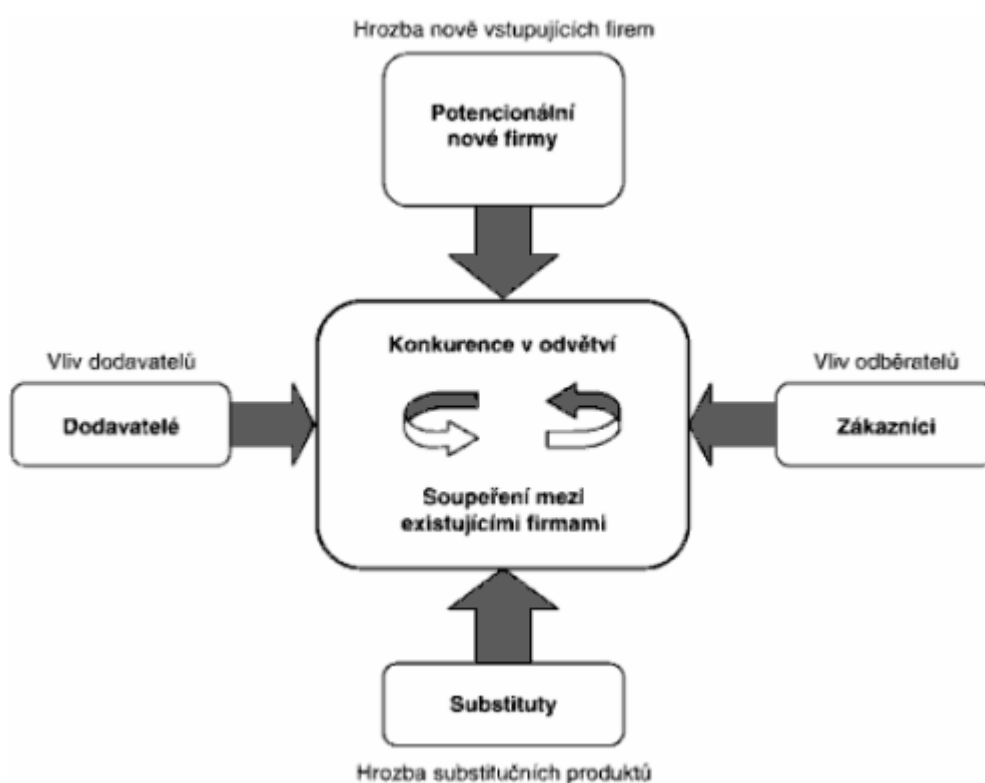 Hrozba nově vstupujících firem
Potencionální
nové firmy
Konkurence v odvětví
Vliv dodavatelů
Dodavatelé
Vliv odběratelů
Zákazníci
Soupeření mezi
existujícími firmami
Substituty
Hrozba substitučních produktů